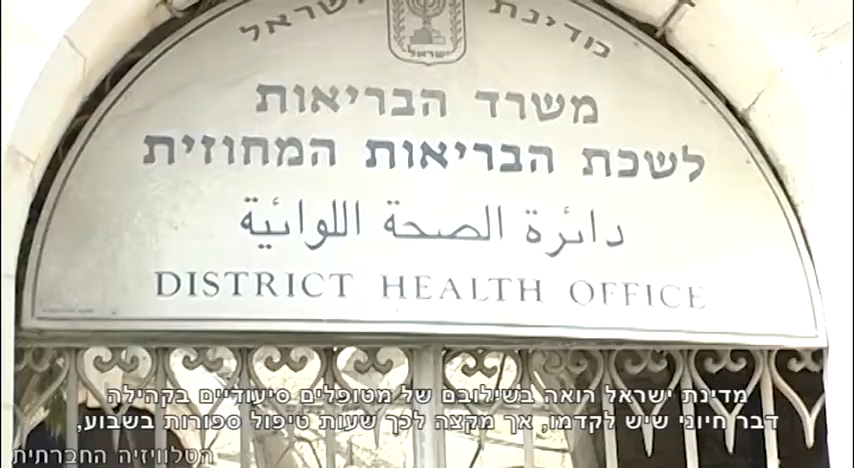 מדינת ישראל
ישראל
משרד הבריאות
לשכת הבריאות המחוזית
دائرة الصحة اللوائية
DISTRICT HEALTH OFFICE
מדינת ישראל רואה בשילובם של מטופלים סיעודיים בקהילה
דבר חיוני שיש לקדמו, אך מקצה לכך שעות טיפול ספורות בשבוע,
הטלוויזיה החברתית